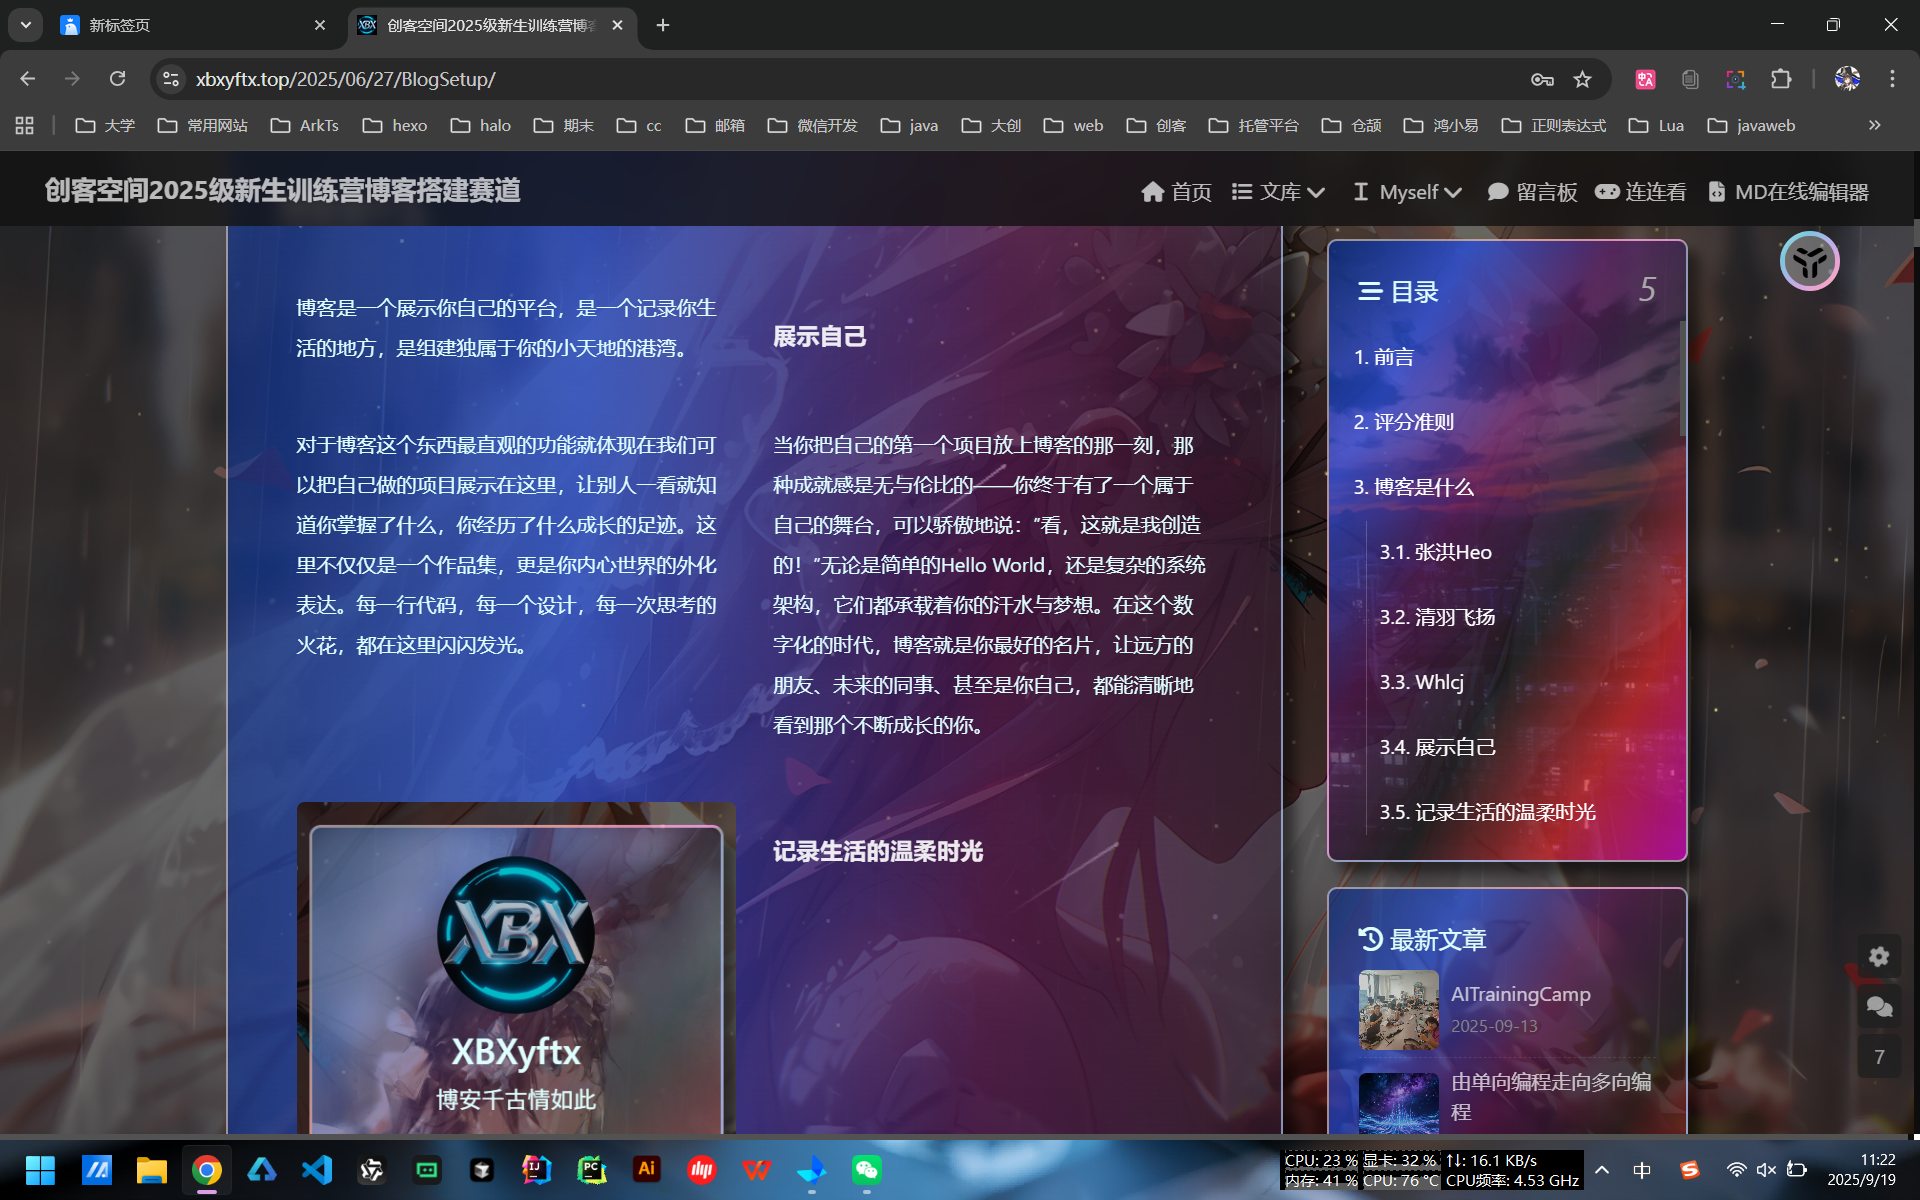 新标签页
创客空间2025级新生训练营博客
xbxyftx.top/2025/06/27/BlogSetup/
大学 常用网站 ArkTs hexo halo 期末 cc 邮箱 微信开发 java 大创 web 创客 托管平台 仓颉 鸿小易 正则表达式 Lua javaweb
创客空间2025级新生训练营博客搭建赛道
首页 文库 Myself 留言板 连连看 MD在线编辑器
博客是一个展示你自己的平台，是一个记录你生
活的地方，是组建独属于你的小天地的港湾。
对于博客这个东西最直观的功能就体现在我们可
以把自己做的项目展示在这里，让别人一看就知
道你掌握了什么，你经历了什么成长的足迹。这
里不仅仅是一个作品集，更是你内心世界的外化
表达。每一行代码，每一个设计，每一次思考的
火花，都在这里闪闪发光。
XBX
XBXyftx
博安千古情如此
展示自己
当你把自己的第一个项目放上博客的那一刻，那
种成就感是无与伦比的——你终于有了一个属于
自己的舞台，可以骄傲地说："看，这就是我创造
的！"无论是简单的Hello World，还是复杂的系统
架构，它们都承载着你的汗水与梦想。在这个数
字化的时代，博客就是你最好的名片，让远方的
朋友、未来的同事、甚至是你自己，都能清晰地
看到那个不断成长的你。
记录生活的温柔时光
目录 5
1. 前言
2. 评分准则
3. 博客是什么
3.1. 张洪Heo
3.2. 清羽飞扬
3.3. Whlcj
3.4. 展示自己
3.5. 记录生活的温柔时光
最新文章
AITrainingCamp
2025-09-13
由单向编程走向多向编
程
7
CPU: 23 % 显卡: 32 % ↑↓: 16.1 KB/s
内存: 41 % CPU: 76 °C CPU频率: 4.53 GHz
中
11:22
2025/9/19